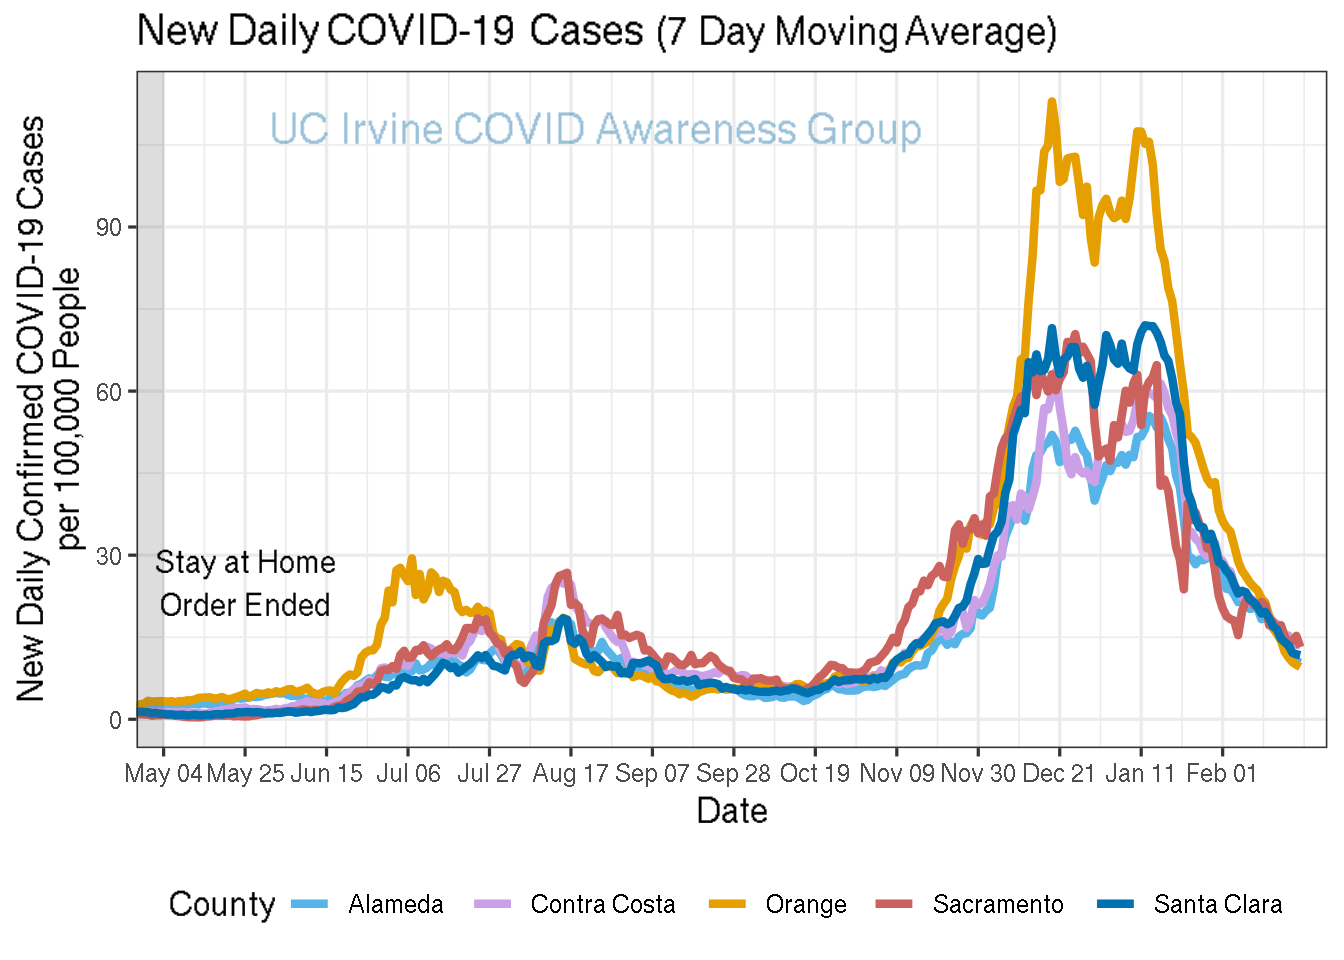 New Daily COVID-19 Cases (7 Day Moving Average)
UC Irvine COVID Awareness Group
New Daily Confirmed COVID-19 Cases
per 100,000 People
90
60
30
0
Stay at Home
Order Ended
May 04 May 25 Jun 15 Jul 06 Jul 27 Aug 17 Sep 07 Sep 28 Oct 19 Nov 09 Nov 30 Dec 21 Jan 11 Feb 01
Date
County Alameda Contra Costa Orange Sacramento Santa Clara